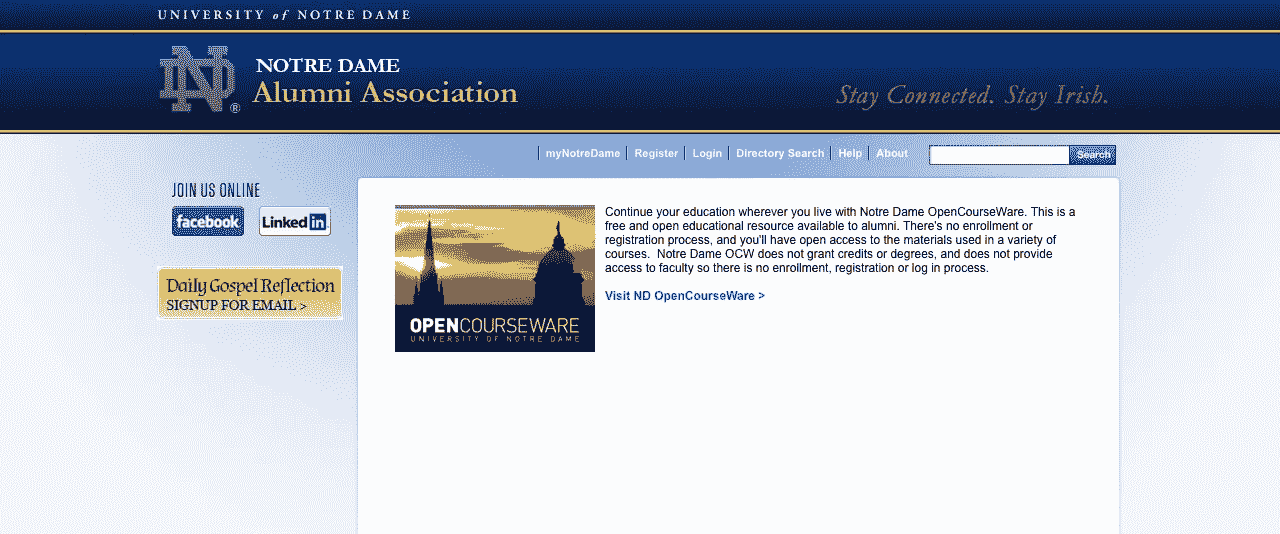 UNIVERSITY of NOTRE DAME
ND ®
NOTRE DAME
Alumni Association
Stay Connected. Stay Irish.
myNotreDame Register Login Directory Search Help About Search
JOIN US ONLINE
facebook LinkedIn
Daily Gospel Reflection
SIGNUP FOR EMAIL >
OPENCOURSEWARE
UNIVERSITY OF NOTRE DAME
Continue your education wherever you live with Notre Dame OpenCourseWare. This is a
free and open educational resource available to alumni. There's no enrollment or
registration process, and you'll have open access to the materials used in a variety of
courses.  Notre Dame OCW does not grant credits or degrees, and does not provide
access to faculty so there is no enrollment, registration or log in process.
Visit ND OpenCourseWare >